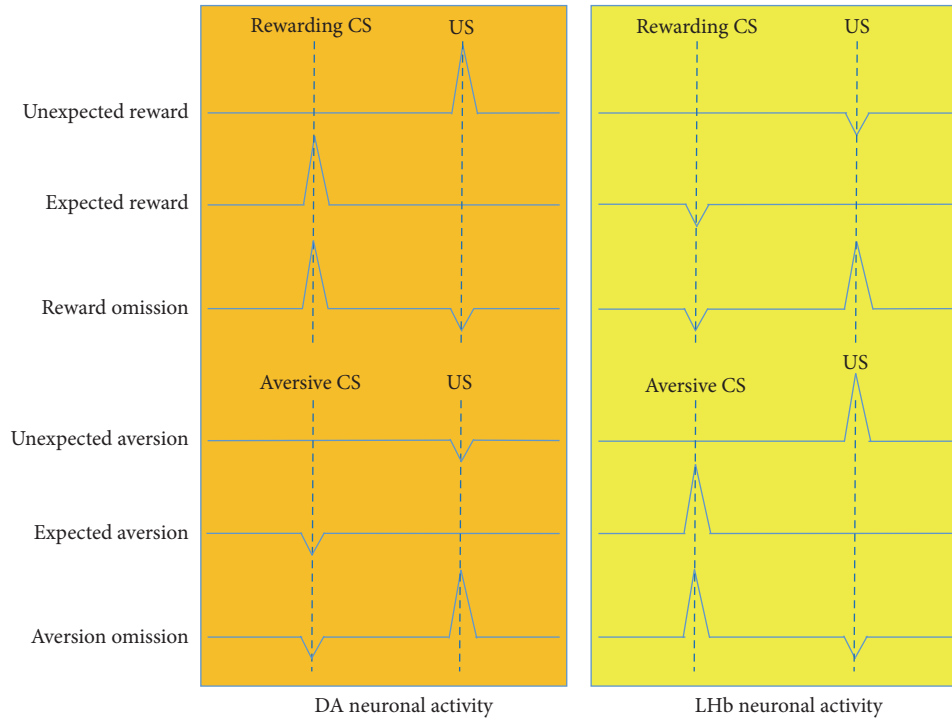 Rewarding CS US
Rewarding CS US
Unexpected reward
Expected reward
Reward omission
Aversive CS US
Aversive CS US
Unexpected aversion
Expected aversion
Aversion omission
DA neuronal activity
LHb neuronal activity